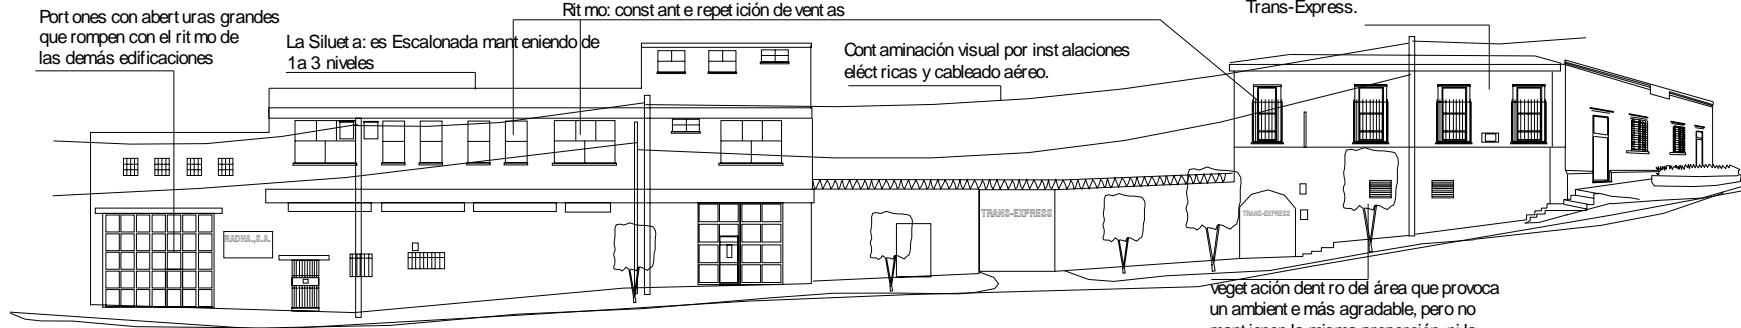 Portones con aberturas grandes
que rompen con el ritmo de
las demás edificaciones
La Silueta: es Escalonada manteniendo de
1a 3 niveles
Ritmo: constante repetición de ventas
Contaminación visual por instalaciones
eléctricas y cableado aéreo.
Trans-Express.
RADHA,,S.A.
TRANS-EXPRESS
TRANS-EXPRESS
vegetación dentro del área que provoca
un ambiente más agradable, pero no